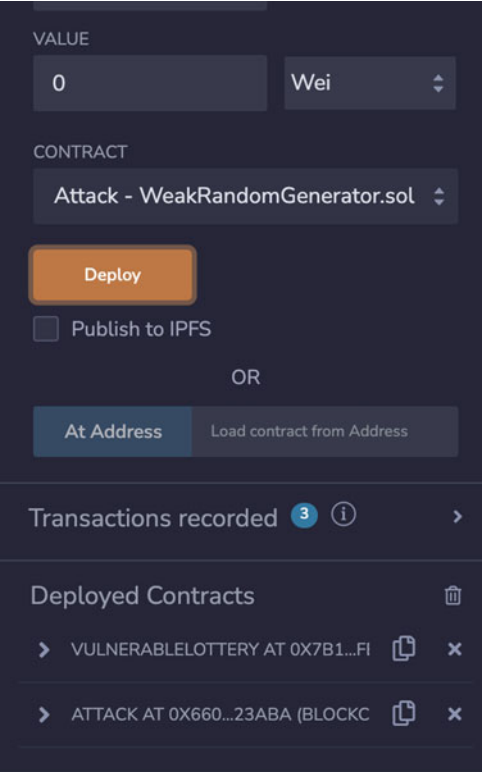 VALUE
0 Wei
CONTRACT
Attack - WeakRandomGenerator.sol
Deploy
Publish to IPFS
OR
At Address Load contract from Address
Transactions recorded 3 i
Deployed Contracts
VULNERABLELOTTERY AT 0X7B1...FI
ATTACK AT 0X660...23ABA (BLOCKC